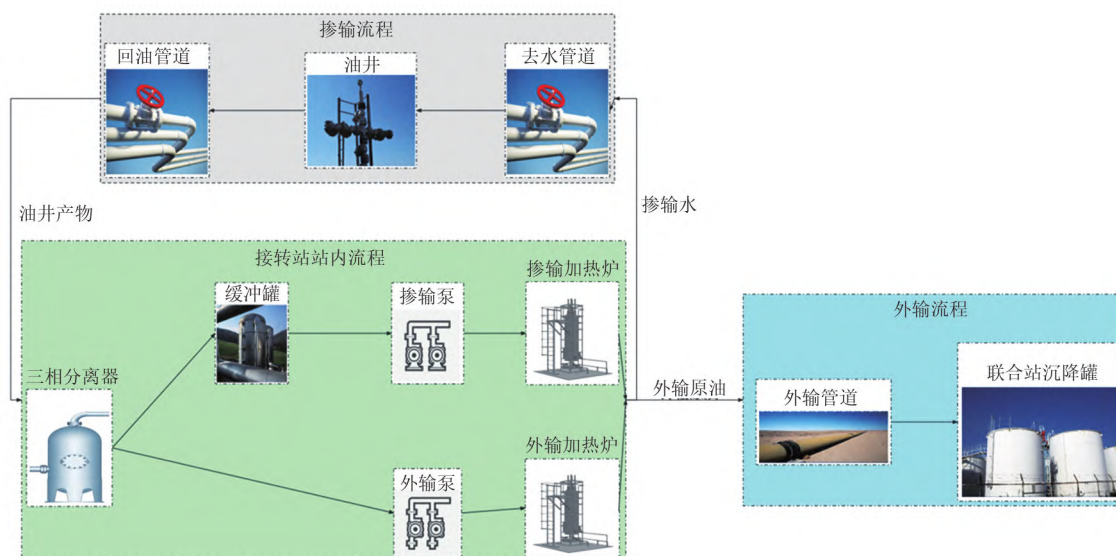 掺输流程
回油管道
油井
去水管道
油井产物
掺输水
接转站站内流程
缓冲罐
掺输泵
掺输加热炉
三相分离器
外输泵
外输加热炉
外输原油
外输流程
外输管道
联合站沉降罐